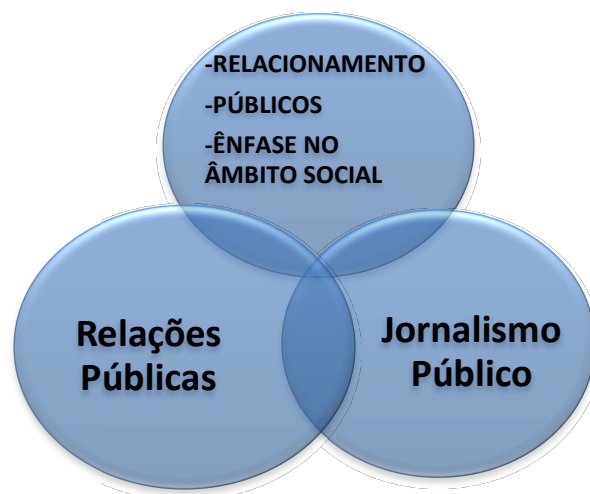 -RELACIONAMENTO
-PÚBLICOS
-ÊNFASE NO
ÂMBITO SOCIAL
Relações
Públicas
Jornalismo
Público